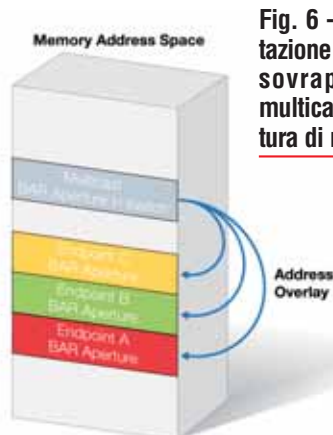 Memory Address Space
Fig. 6 -
tazione
sovrap
multica
tura di
Multicast
BAR Aperture
Endpoint C
BAR Aperture
Endpoint B
BAR Aperture
Endpoint A
BAR Aperture
Address
Overlay